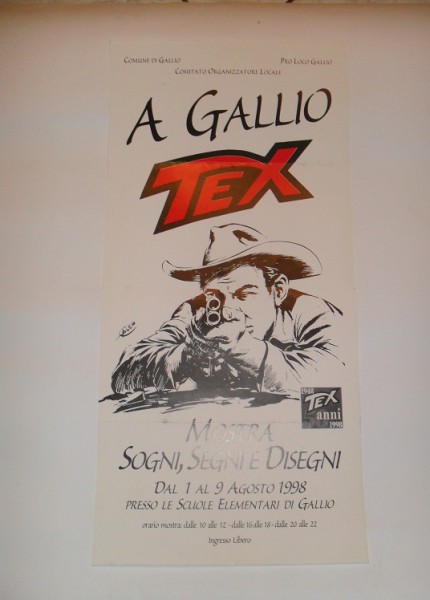 Comune di Gallio
Pro Loco Gallio
Comitato Organizzatore Locale
A Gallio
TEX
1948
TEX
anni
1998
Mostra
Sogni, Segni e Disegni
Dal 1 al 9 Agosto 1998
presso le Scuole Elementari di Gallio
orario mostra: dalle 10 alle 12 - dalle 16 alle 18 - dalle 20 alle 22
Ingresso Libero